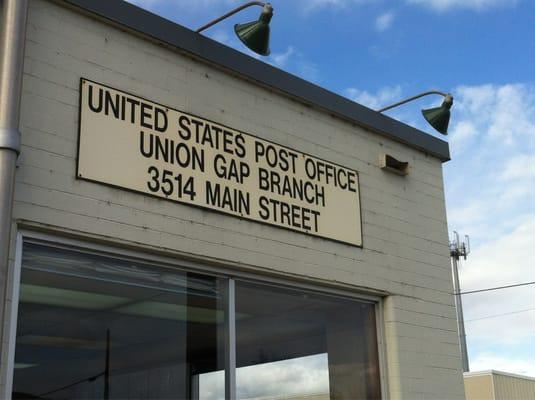 UNITED STATES POST OFFICE
UNION GAP BRANCH
3514 MAIN STREET